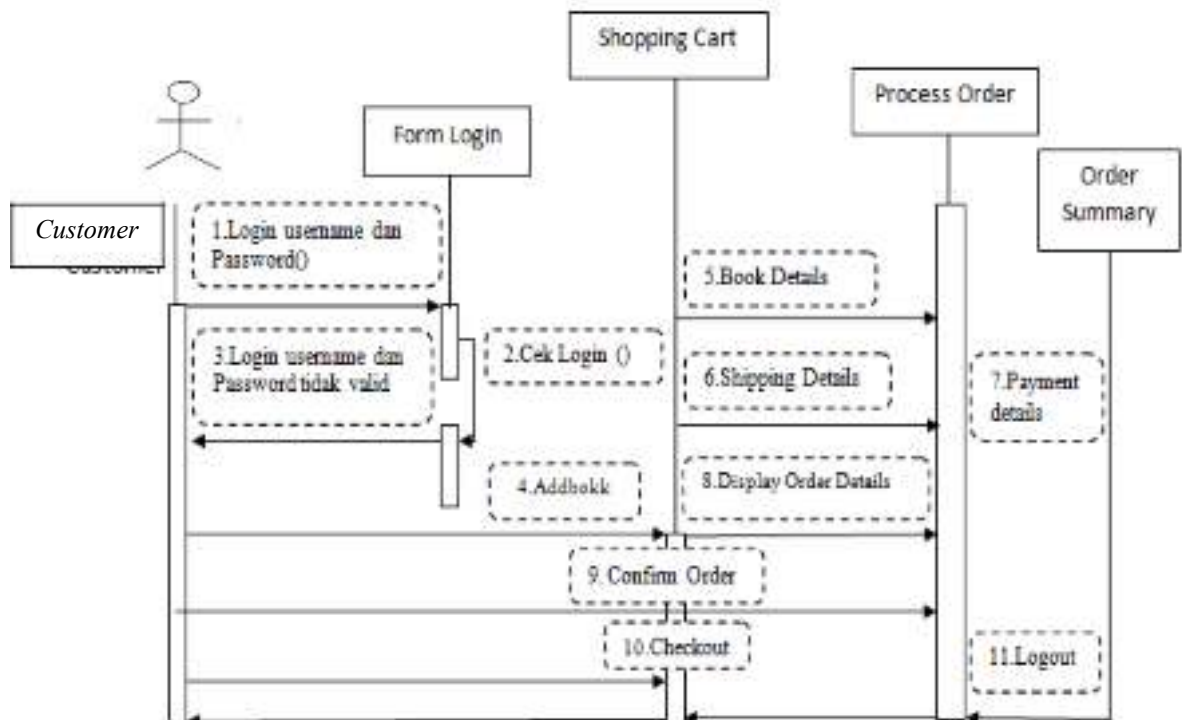 Shopping Cart
Process Order
Form Login
Order
Summary
Customer
Customer
1.Login username dan
Password()
5.Book Details
3.Login username dan
Password tidak valid
2.Cek Login ()
6.Shipping Details
7.Payment
details
4.Addbokk
8.Display Order Details
9. Confirm Order
10.Checkout
11.Logout